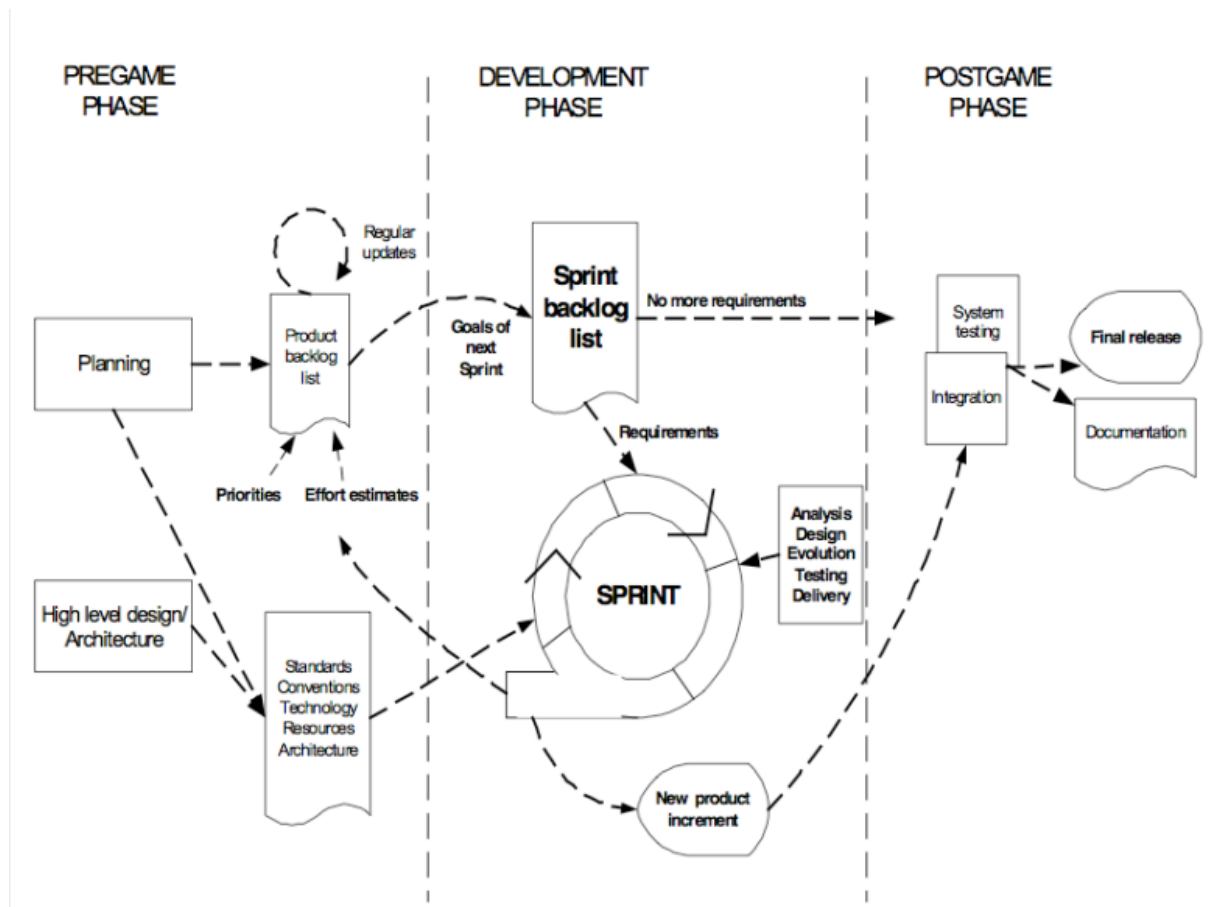 PREGAME
PHASE
DEVELOPMENT
PHASE
POSTGAME
PHASE
Regular
updates
Planning
Product
backlog
list
Goals of
next
Sprint
Sprint
backlog
list
No more requirements
System
testing
Integration
Final release
Documentation
Priorities
Effort estimates
Requirements
High level design/
Architecture
Standards
Conventions
Technology
Resources
Architecture
SPRINT
Analysis
Design
Evolution
Testing
Delivery
New product
increment